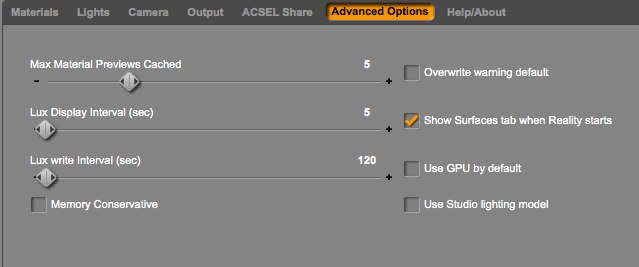 Materials Lights Camera Output ACSEL Share Advanced Options Help/About
Max Material Previews Cached 5
- +
Overwrite warning default
Lux Display Interval (sec) 5
- +
Show Surfaces tab when Reality starts
Lux write Interval (sec) 120
- +
Use GPU by default
Memory Conservative
Use Studio lighting model